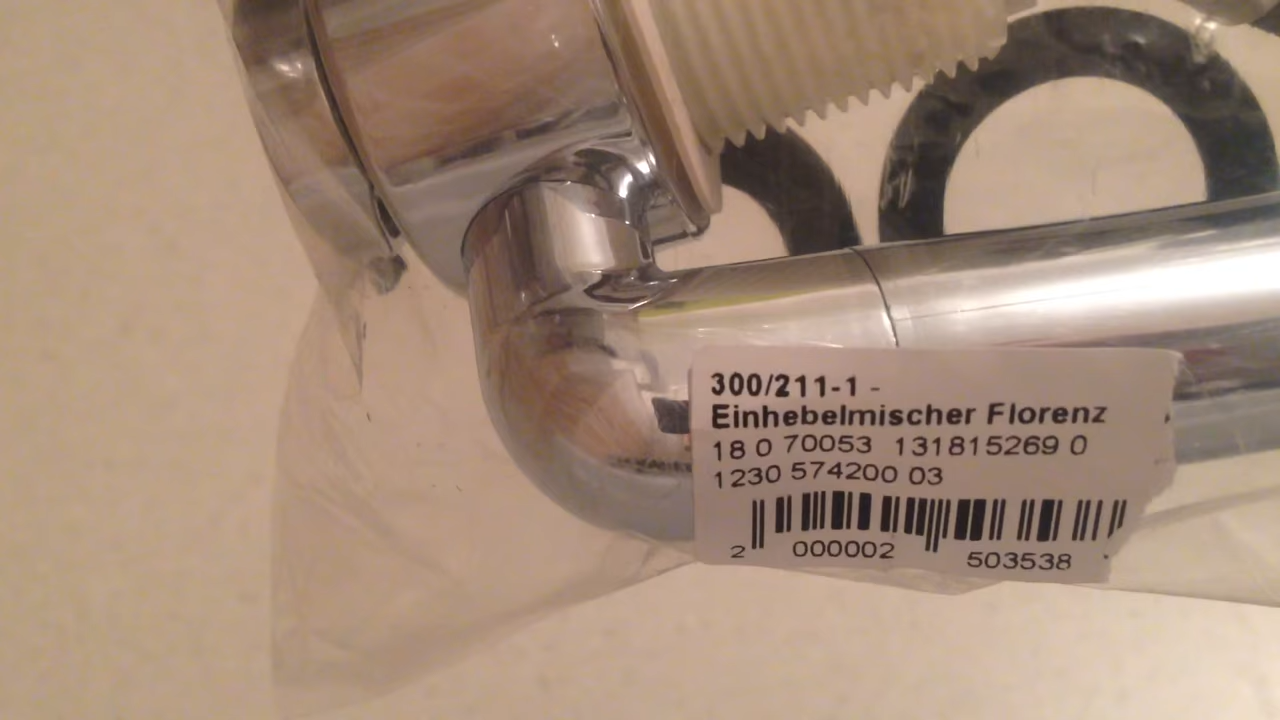 300/211-1 -
Einhebelmischer Florenz
18 0 70053 131815269 0
1230 574200 03
2 000002 503538